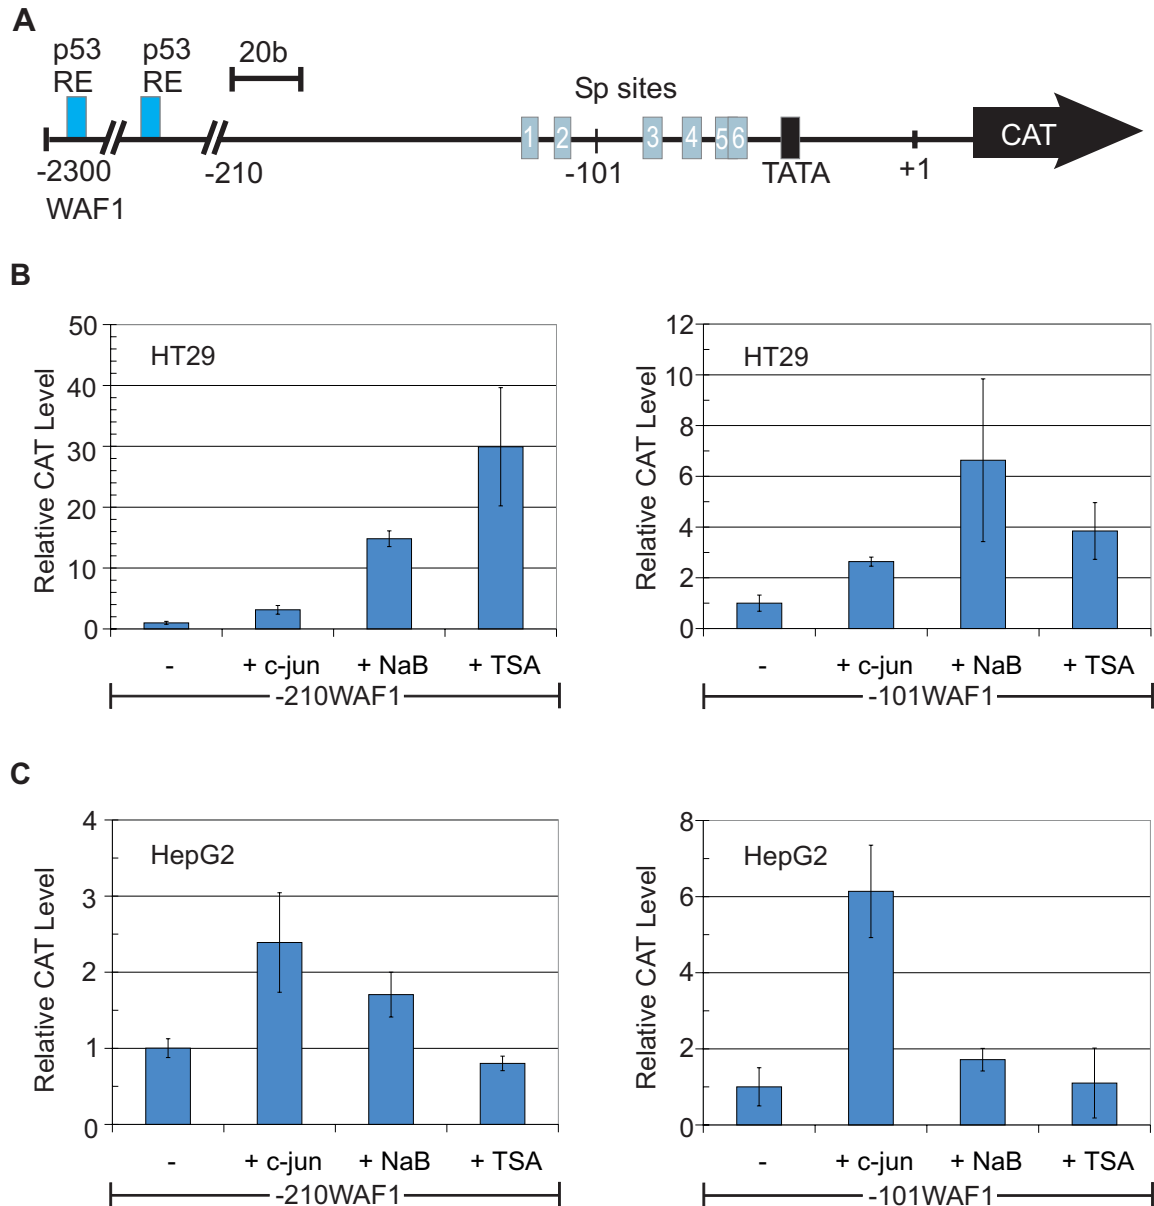 A
p53 p53 20b
RE RE
Sp sites
1 2 3 4 5 6 CAT
-2300 -210 -101 TATA +1
WAF1
B
50
40
30
20
10
0
Relative CAT Level
HT29
- + c-jun + NaB + TSA
-210WAF1
12
10
8
6
4
2
0
Relative CAT Level
HT29
- + c-jun + NaB + TSA
-101WAF1
C
4
3
2
1
0
Relative CAT Level
HepG2
- + c-jun + NaB + TSA
-210WAF1
8
6
4
2
0
Relative CAT Level
HepG2
- + c-jun + NaB + TSA
-101WAF1